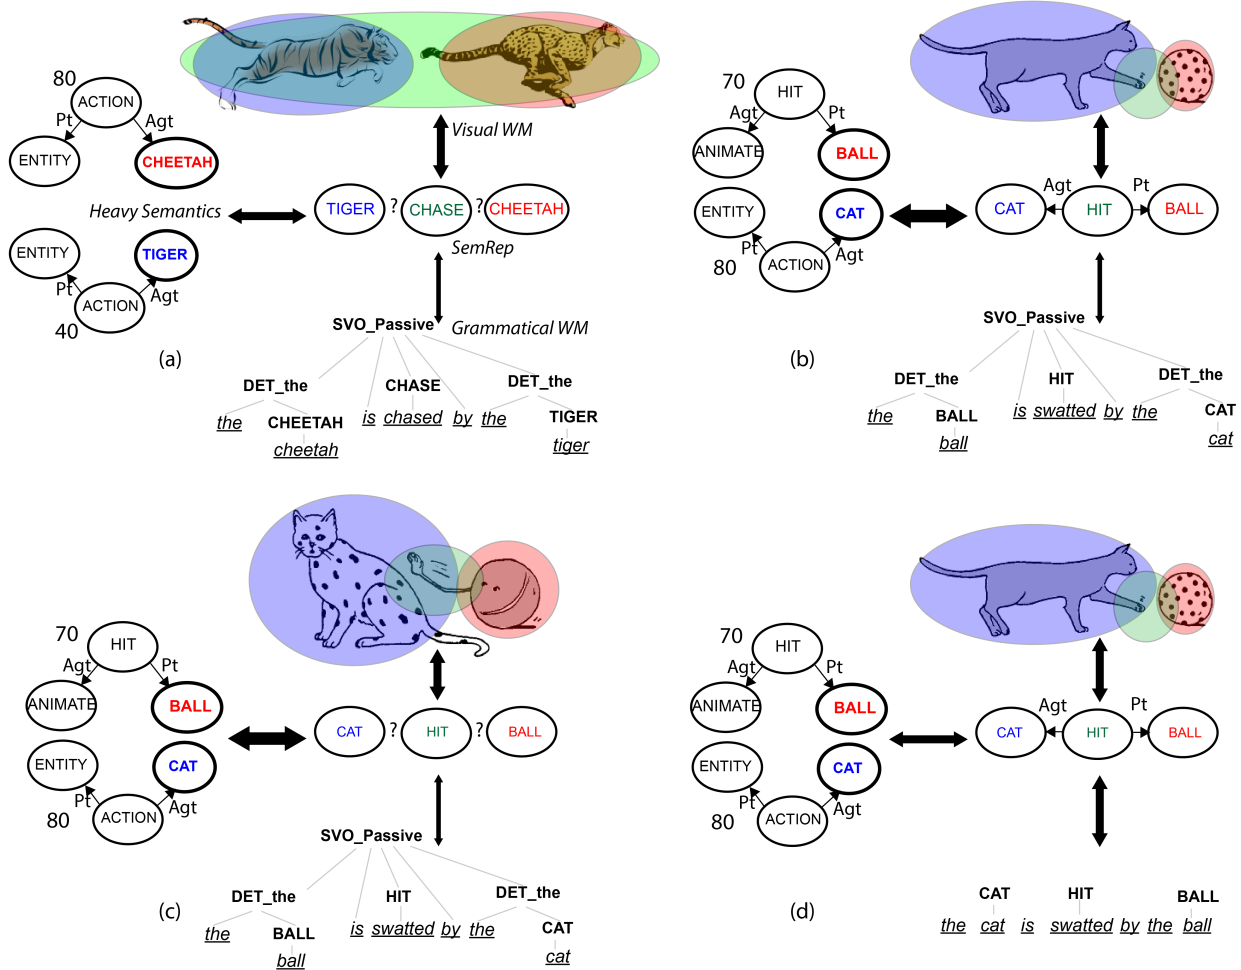 80
ACTION
Pt
Agt
ENTITY
CHEETAH
Visual WM
Heavy Semantics
TIGER
?
CHASE
?
CHEETAH
SemRep
ENTITY
TIGER
Pt
ACTION
Agt
40
(a)
SVO_Passive
Grammatical WM
DET_the
CHASE
DET_the
the
CHEETAH
is
chased
by
the
TIGER
cheetah
tiger
70
HIT
Agt
Pt
ANIMATE
BALL
ENTITY
CAT
Pt
ACTION
Agt
80
CAT
Agt
HIT
Pt
BALL
(b)
SVO_Passive
DET_the
HIT
DET_the
the
BALL
is
swatted
by
the
CAT
ball
cat
70
HIT
Agt
Pt
ANIMATE
BALL
ENTITY
CAT
Pt
ACTION
Agt
80
CAT
?
HIT
?
BALL
(c)
SVO_Passive
DET_the
HIT
DET_the
the
BALL
is
swatted
by
the
CAT
ball
cat
70
HIT
Agt
Pt
ANIMATE
BALL
ENTITY
CAT
Pt
ACTION
Agt
80
CAT
Agt
HIT
Pt
BALL
(d)
CAT
HIT
BALL
the cat is swatted by the ball